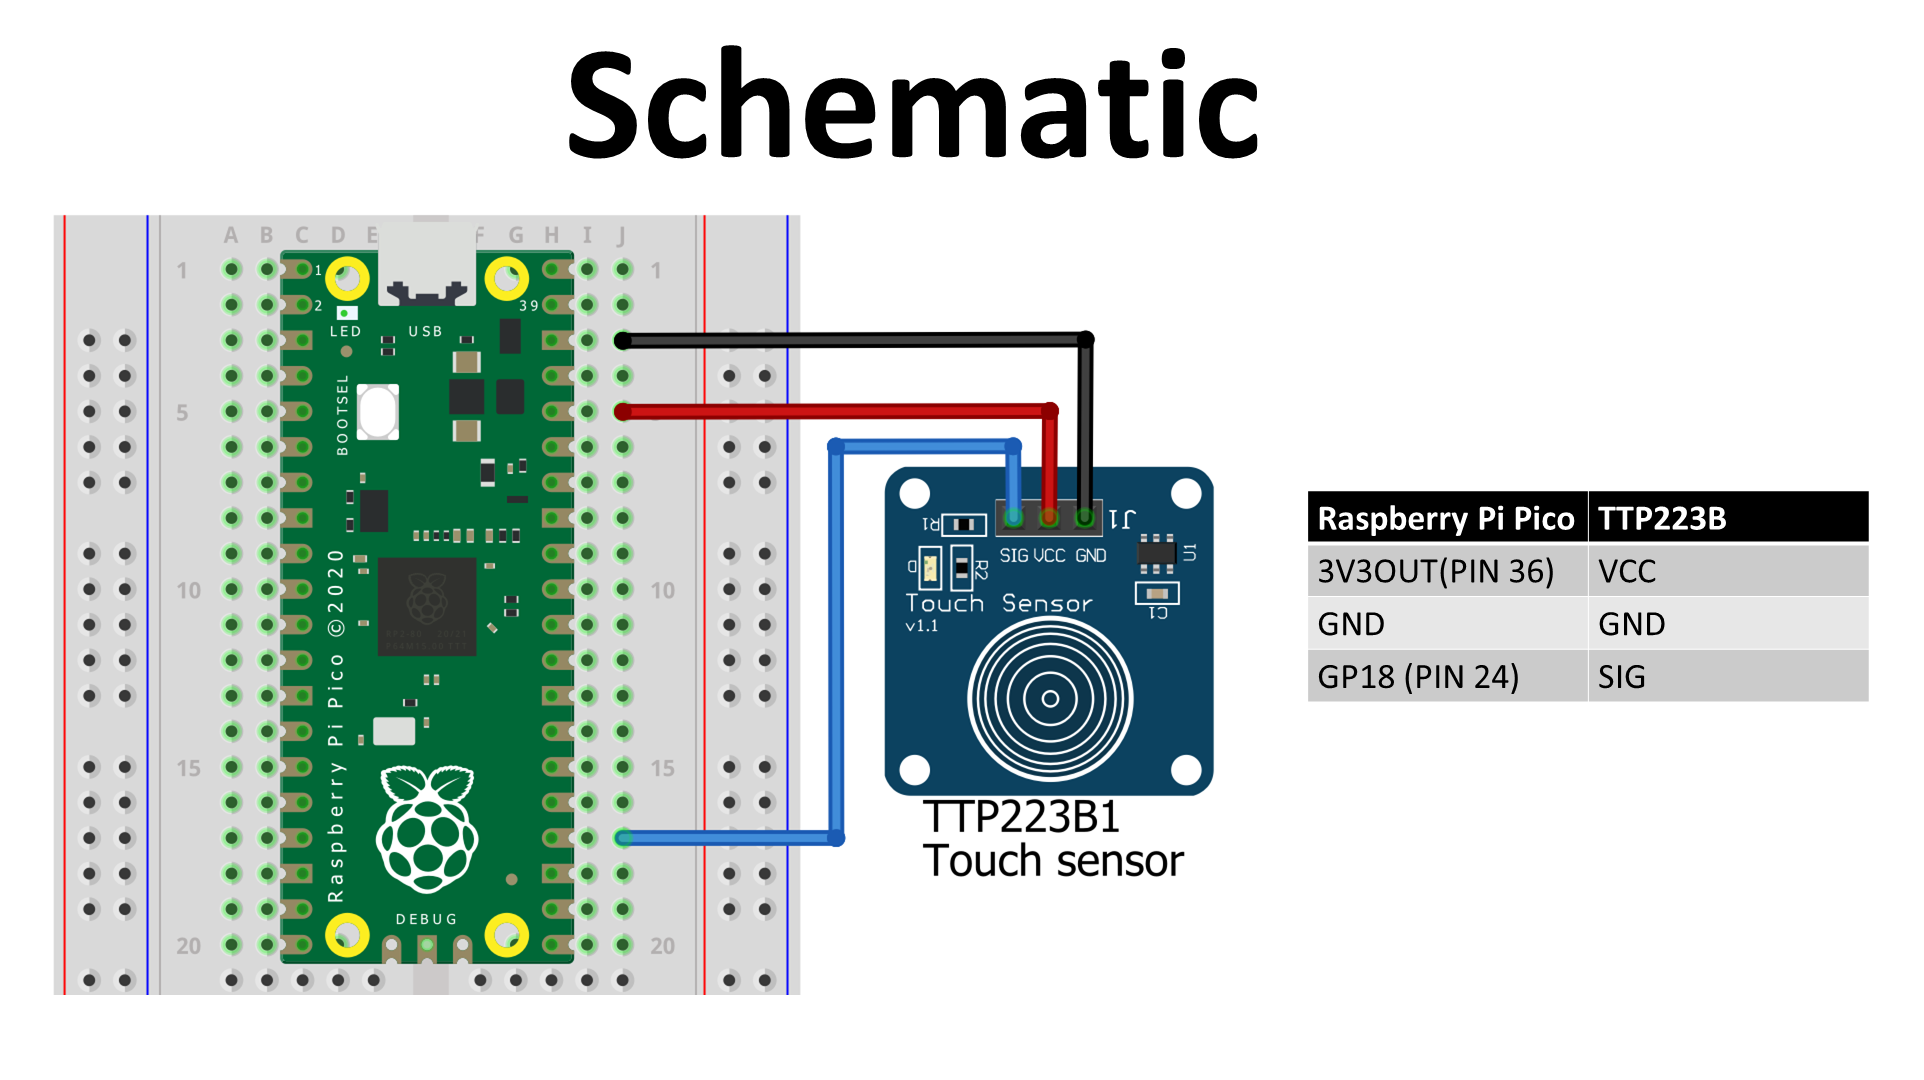 Schematic
A B C D E F G H I J
1 1 1
2 39
LED USB
BOOTSEL
5
10 10
15 15
20 20
Raspberry Pi Pico ©2020
DEBUG
R1 J1
SIG VCC GND
D R2 U1
C1
Touch Sensor
v1.1
TTP223B1
Touch sensor
Raspberry Pi Pico TTP223B
3V3OUT(PIN 36) VCC
GND GND
GP18 (PIN 24) SIG